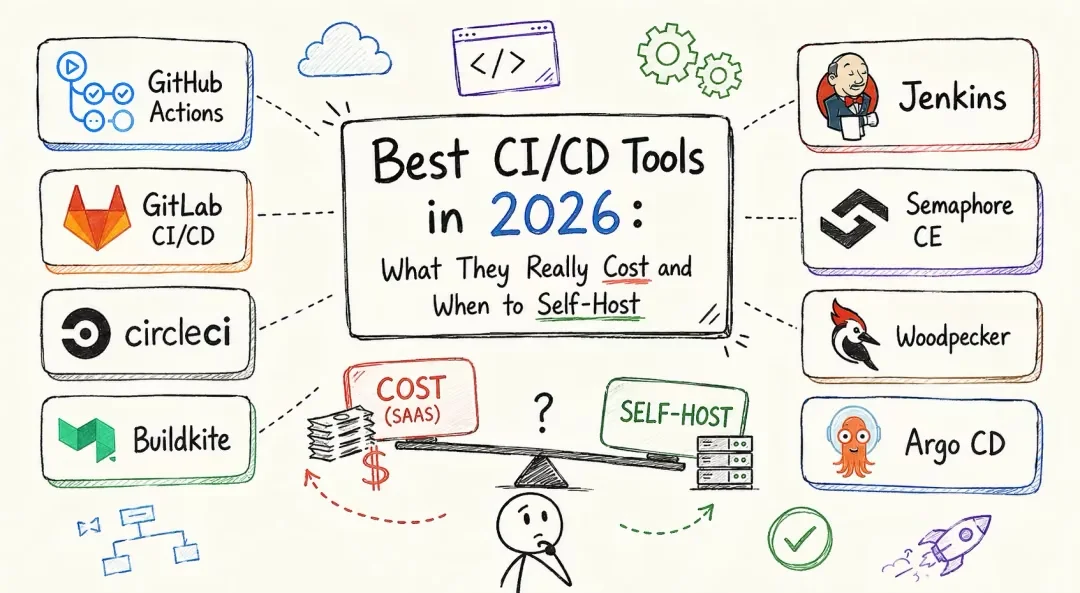 GitHub
Actions
GitLab
CI/CD
circleci
Buildkite
</>
Best CI/CD Tools
in 2026:
What They Really Cost and
When to Self-Host
Jenkins
Semaphore
CE
Woodpecker
Argo CD
COST
(SAAS)
$
?
SELF-HOST